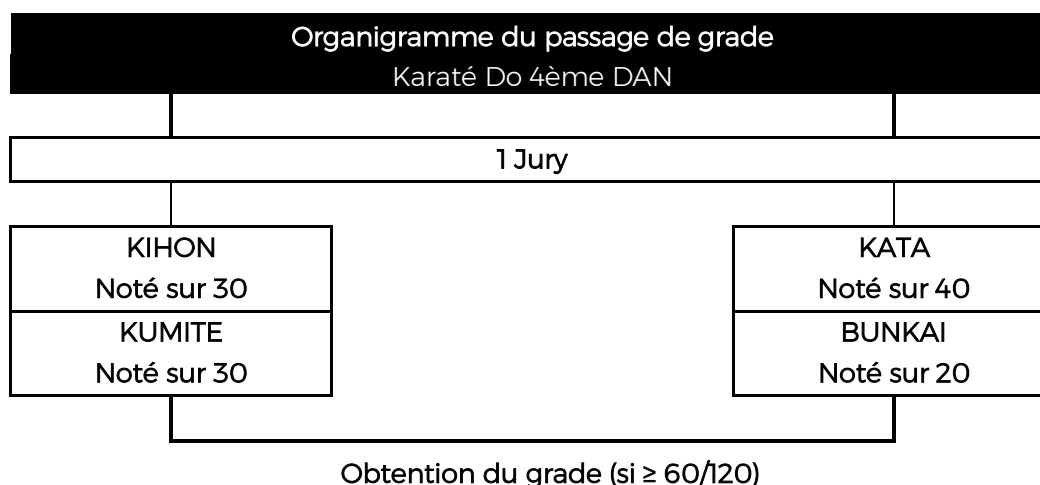 Organigramme du passage de grade
Karaté Do 4ème DAN
1 Jury
KIHON
Noté sur 30
KUMITE
Noté sur 30
KATA
Noté sur 40
BUNKAI
Noté sur 20
Obtention du grade (si ≥ 60/120)